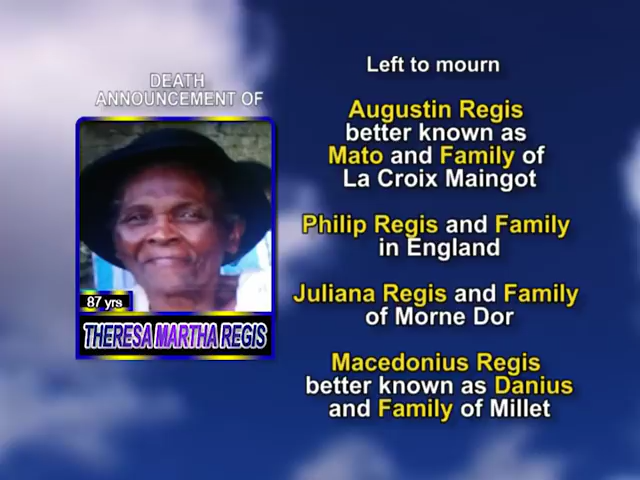 DEATH
ANNOUNCEMENT OF
87 yrs
THERESA MARTHA REGIS
Left to mourn
Augustin Regis
better known as
Mato and Family of
La Croix Maingot
Philip Regis and Family
in England
Juliana Regis and Family
of Morne Dor
Macedonius Regis
better known as Danius
and Family of Millet